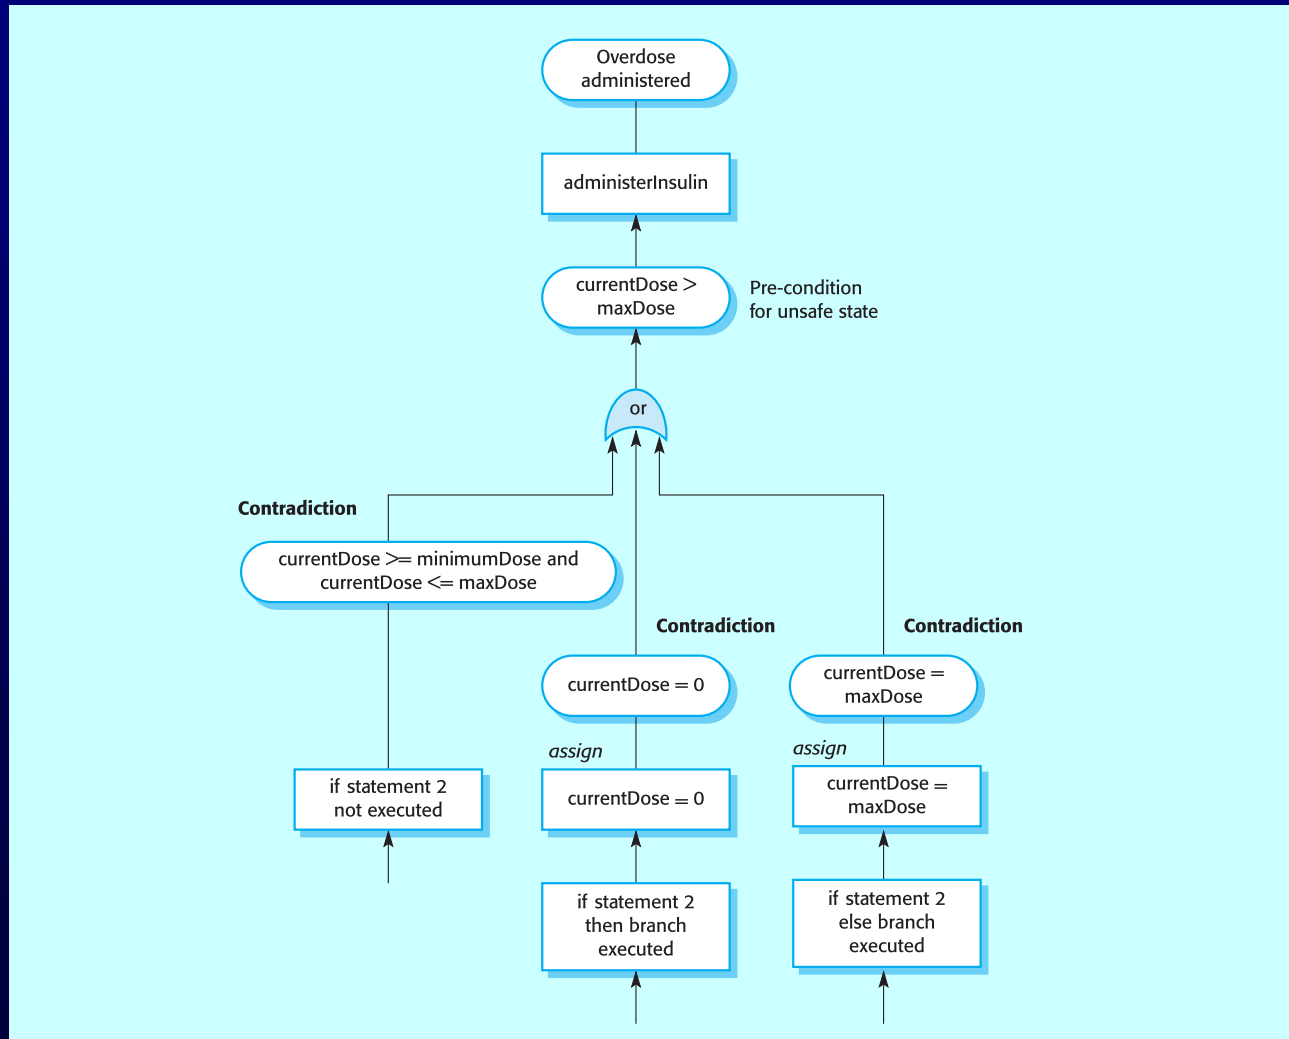 Overdose
administered
administerInsulin
currentDose >
maxDose
Pre-condition
for unsafe state
or
Contradiction
currentDose >= minimumDose and
currentDose <= maxDose
Contradiction
Contradiction
currentDose = 0
currentDose =
maxDose
assign
assign
if statement 2
not executed
currentDose = 0
currentDose =
maxDose
if statement 2
then branch
executed
if statement 2
else branch
executed